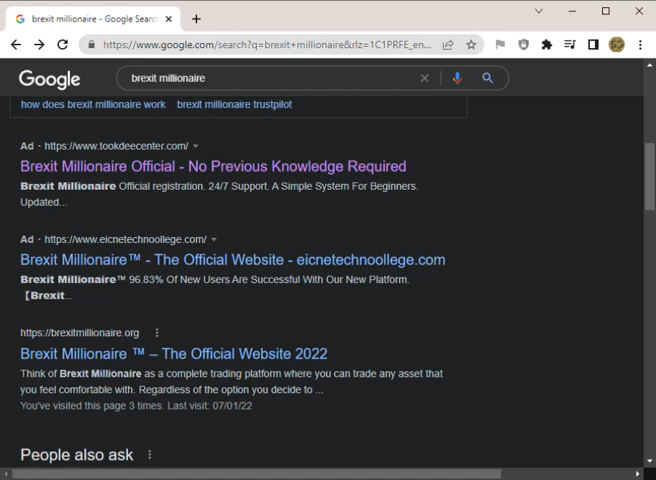 brexit millionaire - Google Searc
https://www.google.com/search?q=brexit+millionaire&rlz=1C1PRFE_en...
Google
brexit millionaire
how does brexit millionaire work brexit millionaire trustpilot
Ad · https://www.tookdeecenter.com/
Brexit Millionaire Official - No Previous Knowledge Required
Brexit Millionaire Official registration. 24/7 Support. A Simple System For Beginners.
Updated...
Ad · https://www.eicnetechnoollege.com/
Brexit Millionaire™ - The Official Website - eicnetechnoollege.com
Brexit Millionaire™ 96.83% Of New Users Are Successful With Our New Platform.
【Brexit...
https://brexitmillionaire.org
Brexit Millionaire ™ – The Official Website 2022
Think of Brexit Millionaire as a complete trading platform where you can trade any asset that
you feel comfortable with. Regardless of the option you decide to ...
You've visited this page 3 times. Last visit: 07/01/22
People also ask